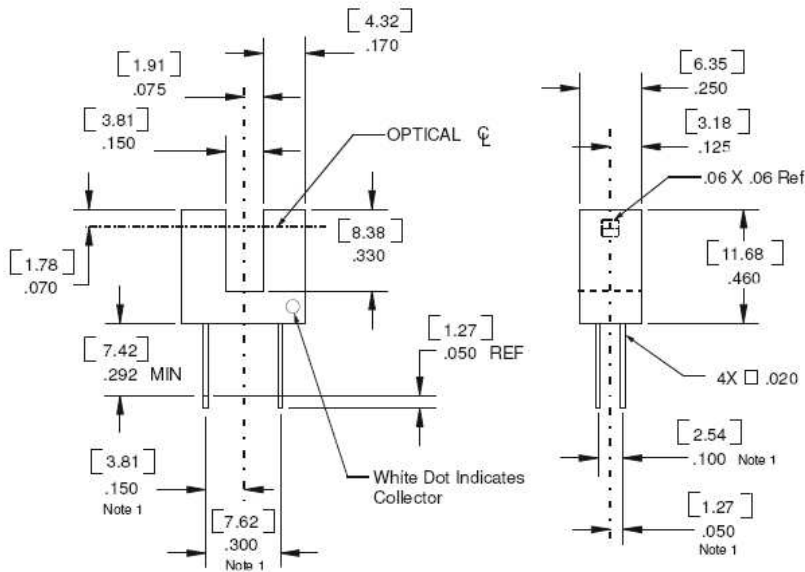 [4.32]
.170
[1.91]
.075
[3.81]
.150
OPTICAL ℄
[8.38]
.330
[1.78]
.070
[7.42]
.292 MIN
[1.27]
.050 REF
[3.81]
.150
Note 1
[7.62]
.300
Note 1
White Dot Indicates
Collector
[6.35]
.250
[3.18]
.125
.06 X .06 Ref
[11.68]
.460
4X □ .020
[2.54]
.100 Note 1
[1.27]
.050
Note 1